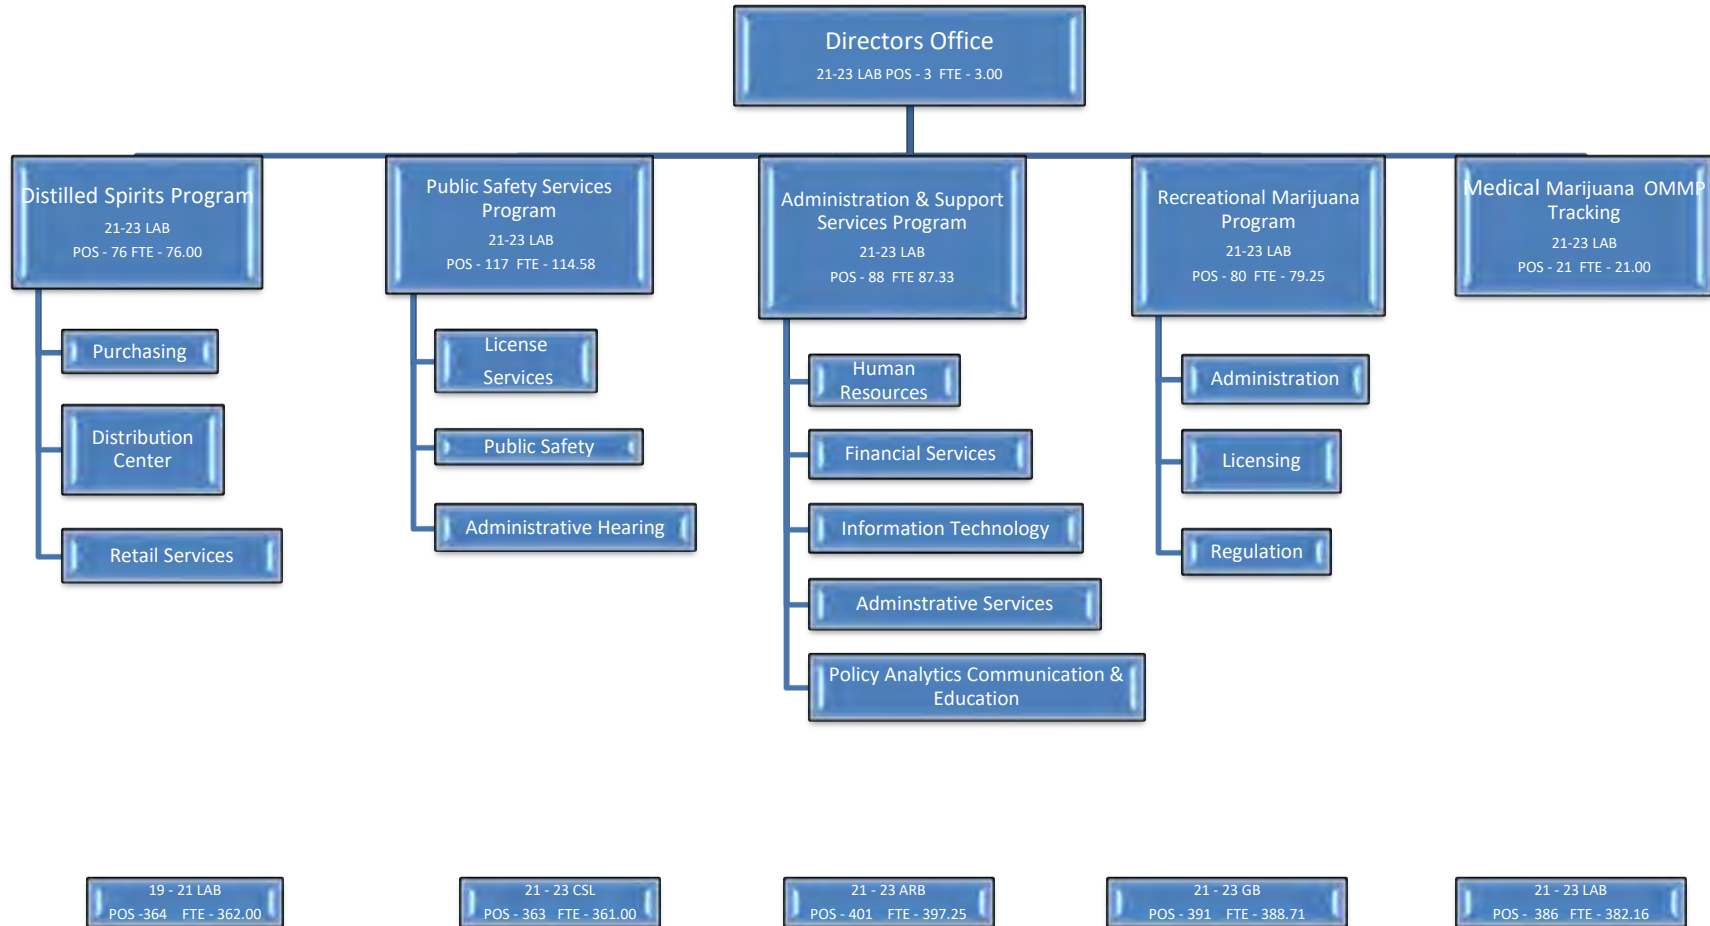 Directors Office
21-23 LAB POS - 3 FTE - 3.00
Distilled Spirits Program
21-23 LAB
POS - 76 FTE - 76.00
Purchasing
Distribution
Center
Retail Services
Public Safety Services
Program
21-23 LAB
POS - 117 FTE - 114.58
License
Services
Public Safety
Administrative Hearing
Administration & Support
Services Program
21-23 LAB
POS - 88 FTE 87.33
Human
Resources
Financial Services
Information Technology
Adminstrative Services
Policy Analytics Communication &
Education
Recreational Marijuana
Program
21-23 LAB
POS - 80 FTE - 79.25
Administration
Licensing
Regulation
Medical Marijuana OMMP
Tracking
21-23 LAB
POS - 21 FTE - 21.00
19 - 21 LAB
POS -364 FTE - 362.00
21 - 23 CSL
POS - 363 FTE - 361.00
21 - 23 ARB
POS - 401 FTE - 397.25
21 - 23 GB
POS - 391 FTE - 388.71
21 - 23 LAB
POS - 386 FTE - 382.16